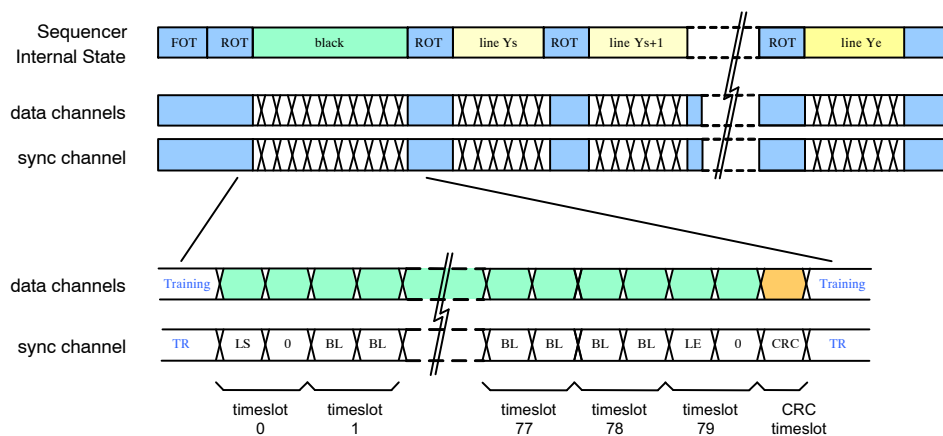 Sequencer
Internal State
FOT ROT black ROT line Ys ROT line Ys+1 ROT line Ye
data channels
sync channel
data channels Training Training
sync channel TR LS 0 BL BL BL BL BL BL LE 0 CRC TR
timeslot timeslot timeslot timeslot timeslot CRC
0 1 77 78 79 timeslot